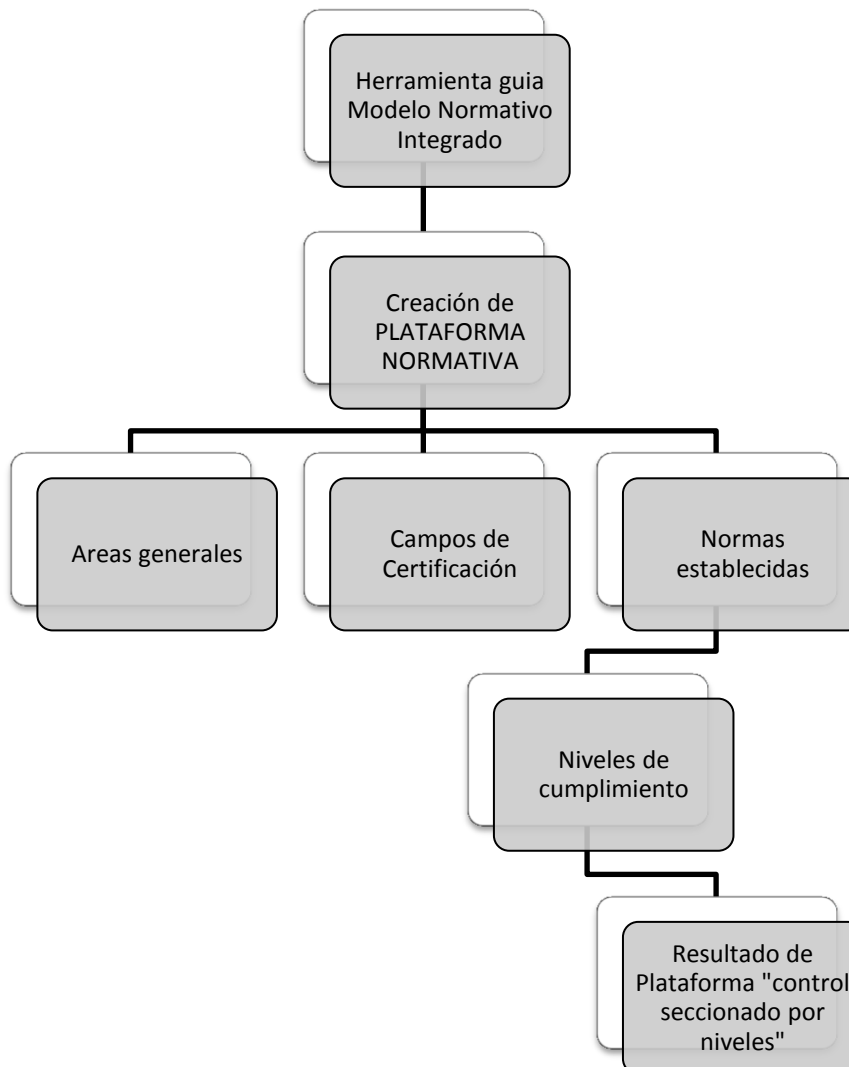 Herramienta guia
Modelo Normativo
Integrado
Creación de
PLATAFORMA
NORMATIVA
Areas generales
Campos de
Certificación
Normas
establecidas
Niveles de
cumplimiento
Resultado de
Plataforma "control
seccionado por
niveles"